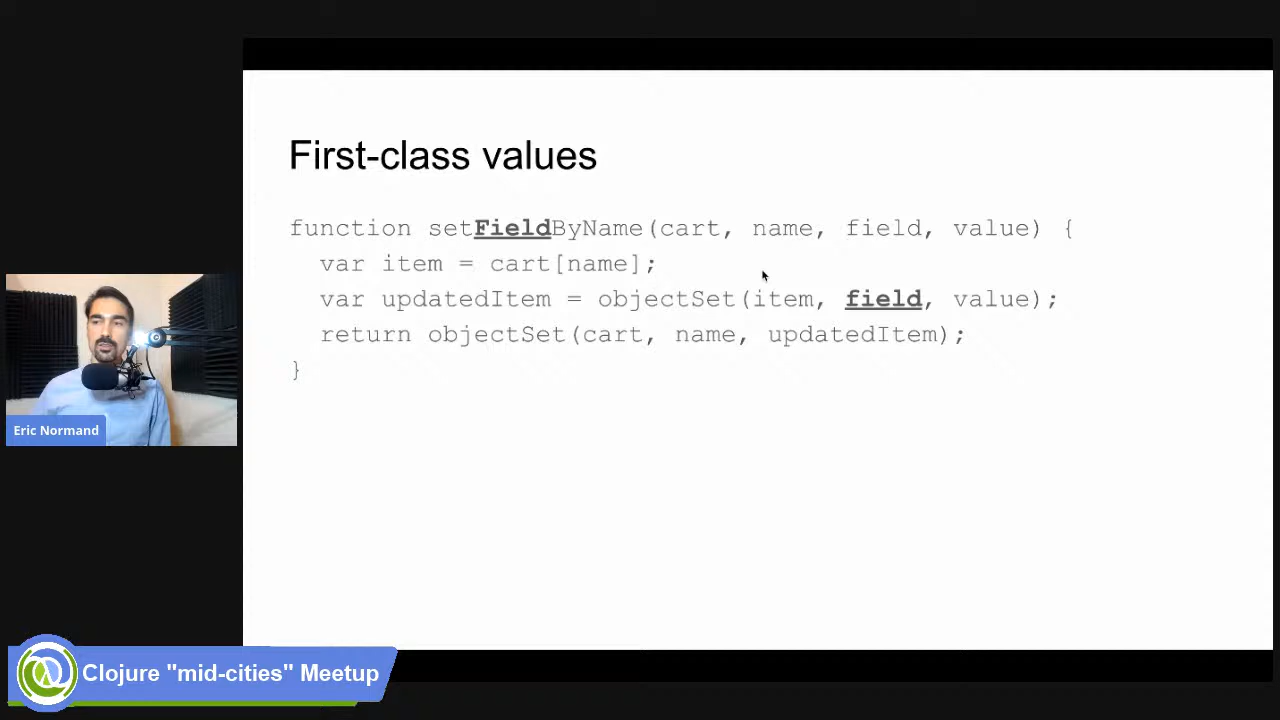 First-class values
function setFieldByName(cart, name, field, value) {
  var item = cart[name];
  var updatedItem = objectSet(item, field, value);
  return objectSet(cart, name, updatedItem);
}
Eric Normand
Clojure "mid-cities" Meetup